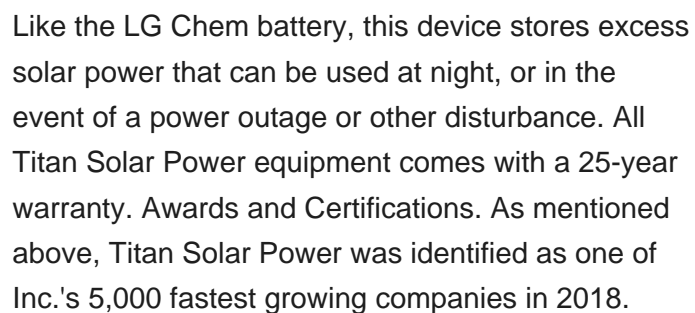 Like the LG Chem battery, this device stores excess
solar power that can be used at night, or in the
event of a power outage or other disturbance. All
Titan Solar Power equipment comes with a 25-year
warranty. Awards and Certifications. As mentioned
above, Titan Solar Power was identified as one of
Inc.'s 5,000 fastest growing companies in 2018.